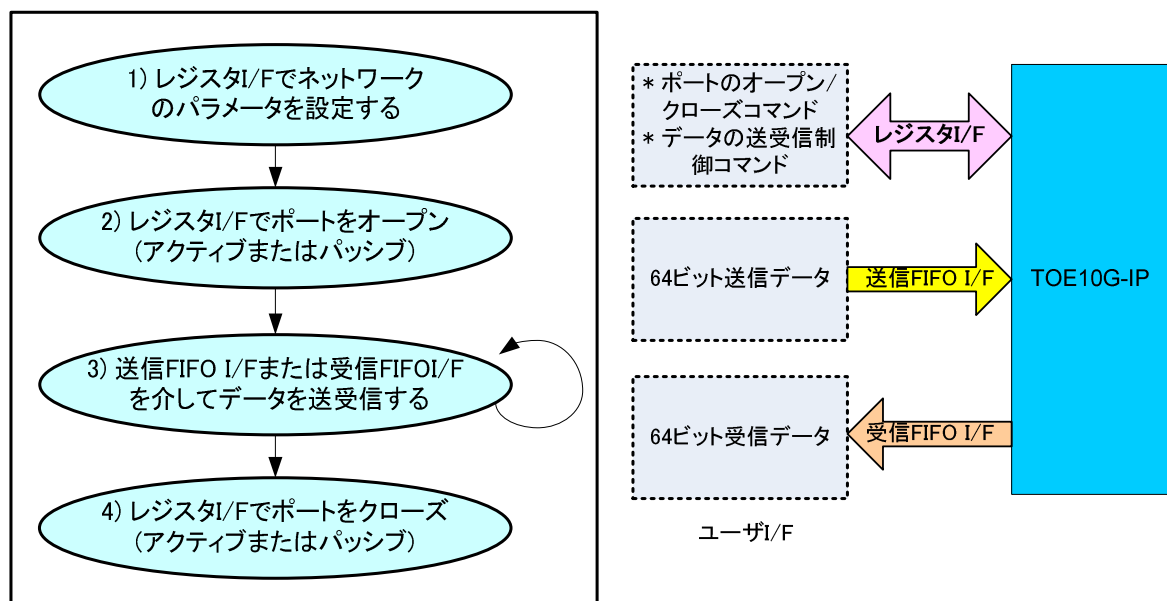 1) レジスタI/Fでネットワーク
のパラメータを設定する
2) レジスタI/Fでポートをオープン
(アクティブまたはパッシブ)
3) 送信FIFO I/Fまたは受信FIFOI/F
を介してデータを送受信する
4) レジスタI/Fでポートをクローズ
(アクティブまたはパッシブ)
* ポートのオープン/
クローズコマンド
* データの送受信制
御コマンド
レジスタI/F
64ビット送信データ
送信FIFO I/F
TOE10G-IP
64ビット受信データ
受信FIFO I/F
ユーザI/F